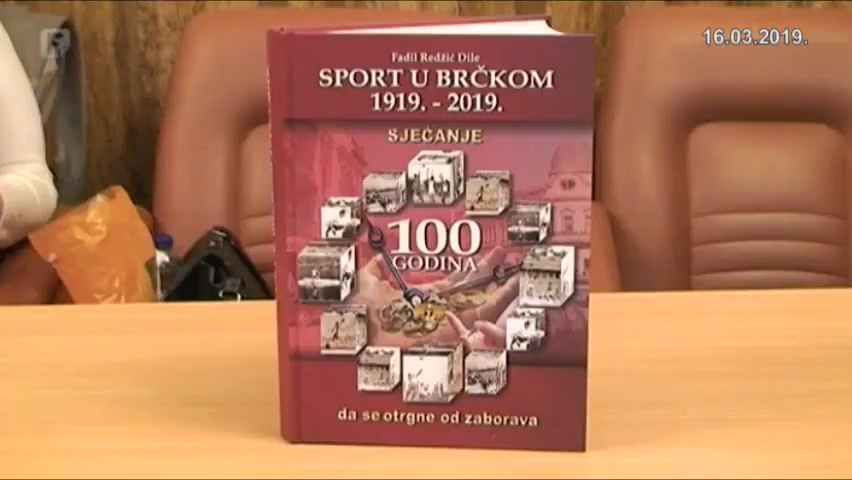 16.03.2019.
Fadil Redžić Dile
SPORT U BRČKOM
1919. - 2019.
SJEĆANJE
100
GODINA
da se otrgne od zaborava